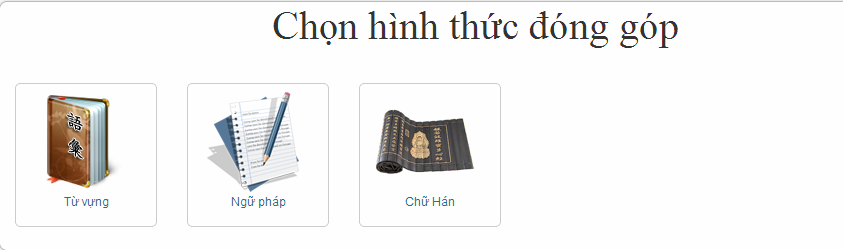 Chọn hình thức đóng góp
語
彙
Từ vựng
Ngữ pháp
Chữ Hán